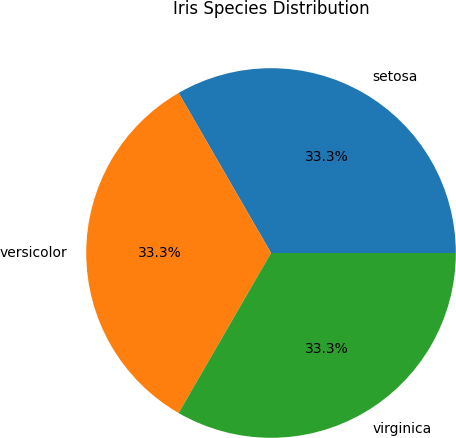 Iris Species Distribution
setosa
33.3%
versicolor
33.3%
33.3%
virginica